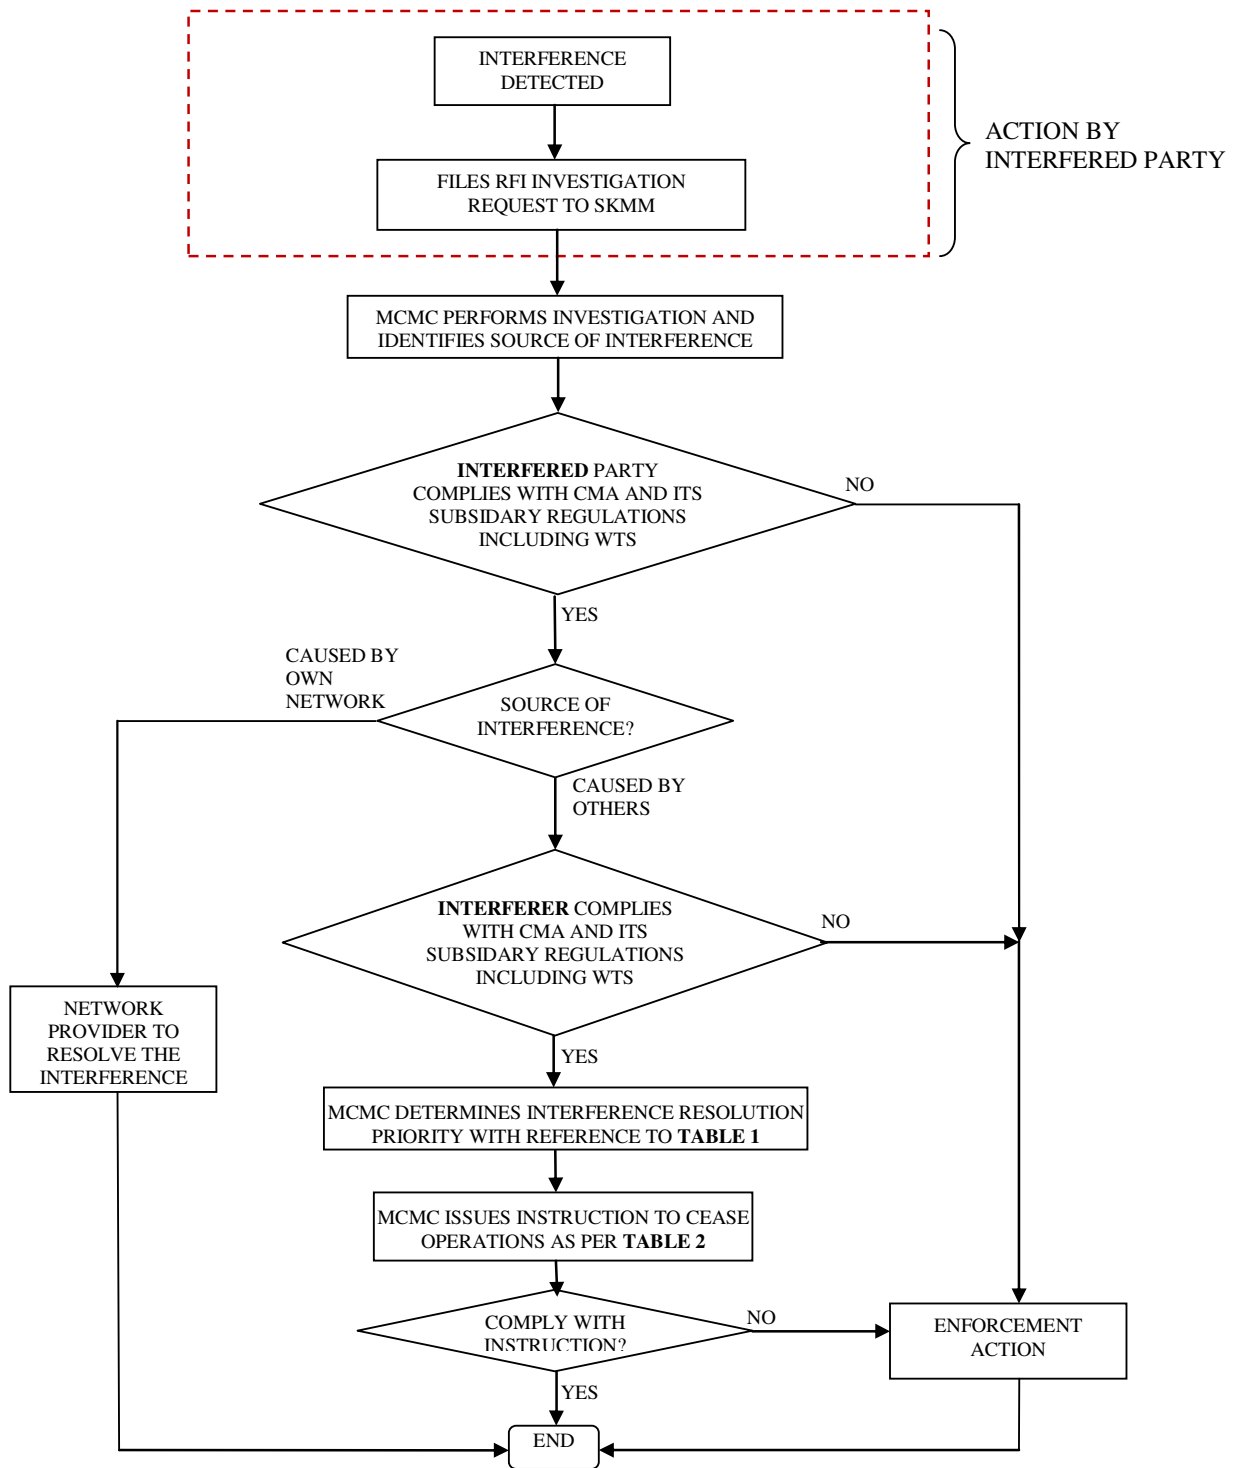 INTERFERENCE
DETECTED
ACTION BY
INTERFERED PARTY
FILES RFI INVESTIGATION
REQUEST TO SKMM
MCMC PERFORMS INVESTIGATION AND
IDENTIFIES SOURCE OF INTERFERENCE
INTERFERED PARTY
COMPLIES WITH CMA AND ITS
SUBSIDARY REGULATIONS
INCLUDING WTS
NO
YES
CAUSED BY
OWN
NETWORK
SOURCE OF
INTERFERENCE?
CAUSED BY
OTHERS
INTERFERER COMPLIES
WITH CMA AND ITS
SUBSIDARY REGULATIONS
INCLUDING WTS
NO
NETWORK
PROVIDER TO
RESOLVE THE
INTERFERENCE
YES
MCMC DETERMINES INTERFERENCE RESOLUTION
PRIORITY WITH REFERENCE TO TABLE 1
MCMC ISSUES INSTRUCTION TO CEASE
OPERATIONS AS PER TABLE 2
COMPLY WITH
INSTRUCTION?
NO
ENFORCEMENT
ACTION
YES
END